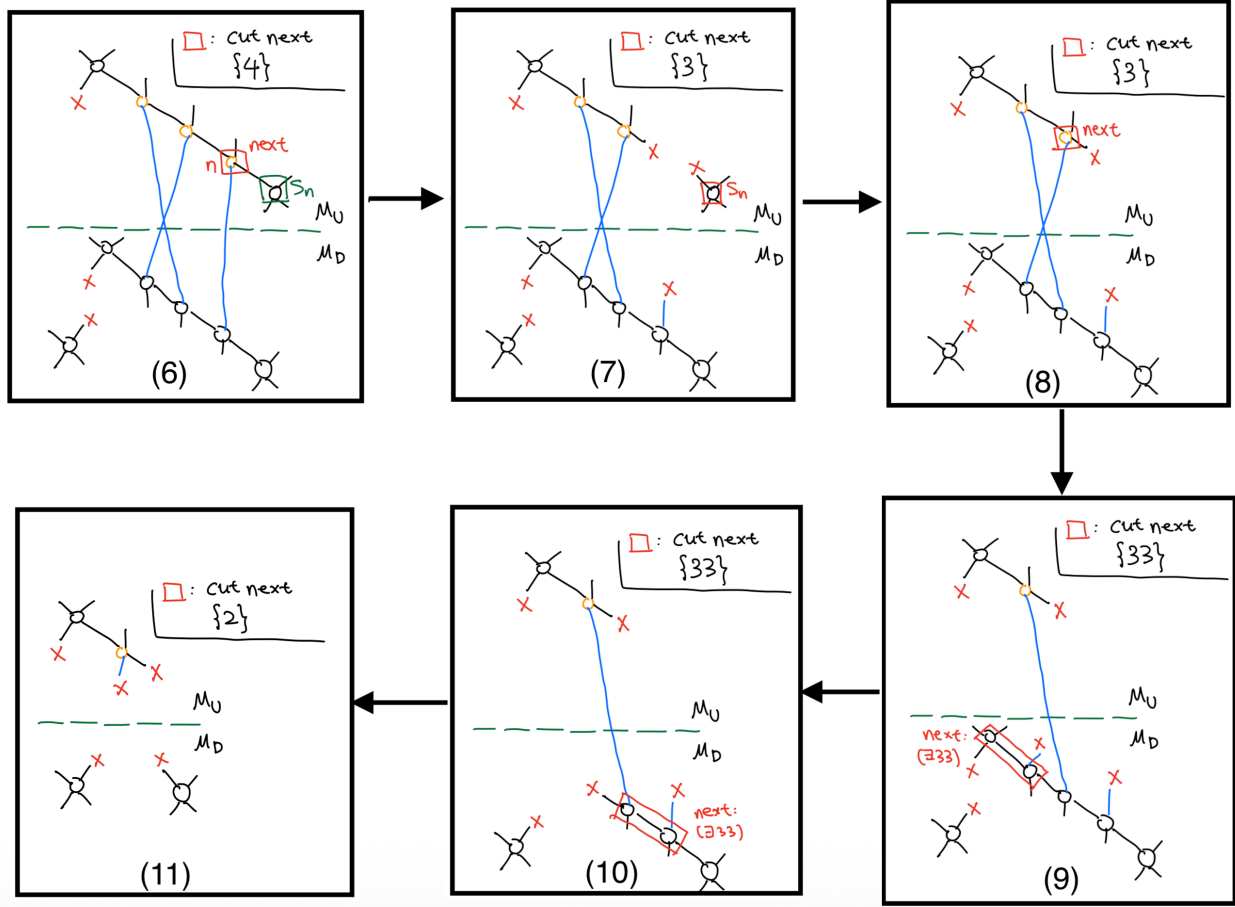 □: cut next
{4}
x
n
next
Sn
MU
MD
x
x
(6)
□: cut next
{3}
x
x
x
Sn
MU
MD
x
x
x
(7)
□: cut next
{3}
x
next
x
MU
MD
x
x
x
(8)
□: cut next
{2}
x
x
x
MU
MD
x
x
(11)
□: cut next
{33}
x
x
MU
MD
x
x
next:
(∃33)
x
(10)
□: cut next
{33}
x
x
MU
MD
next:
(∃33)
x
x
x
x
(9)